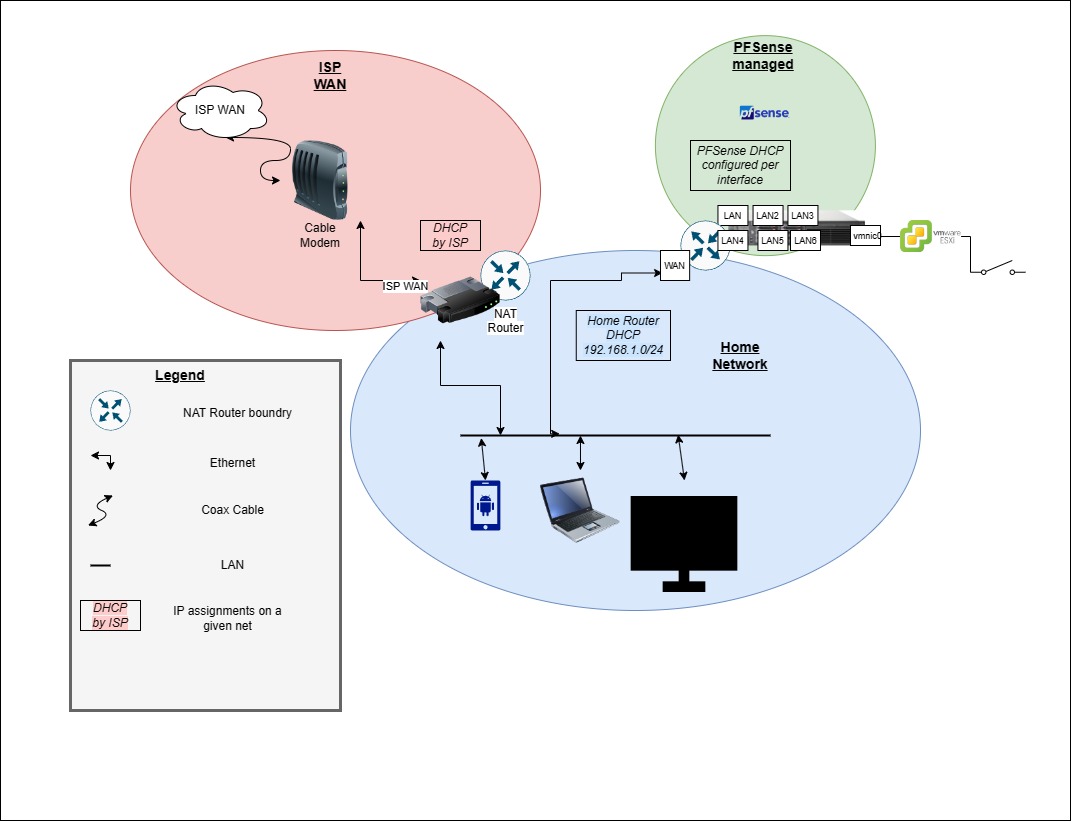 ISP
WAN
ISP WAN
Cable
Modem
DHCP
by ISP
ISP WAN
NAT
Router
PFSense
managed
pfsense
PFSense DHCP
configured per
interface
LAN
LAN2
LAN3
LAN4
LAN5
LAN6
vmnic0
vmware
ESXi
WAN
Home Router
DHCP
192.168.1.0/24
Home
Network
Legend
NAT Router boundry
Ethernet
Coax Cable
LAN
DHCP
by ISP
IP assignments on a
given net